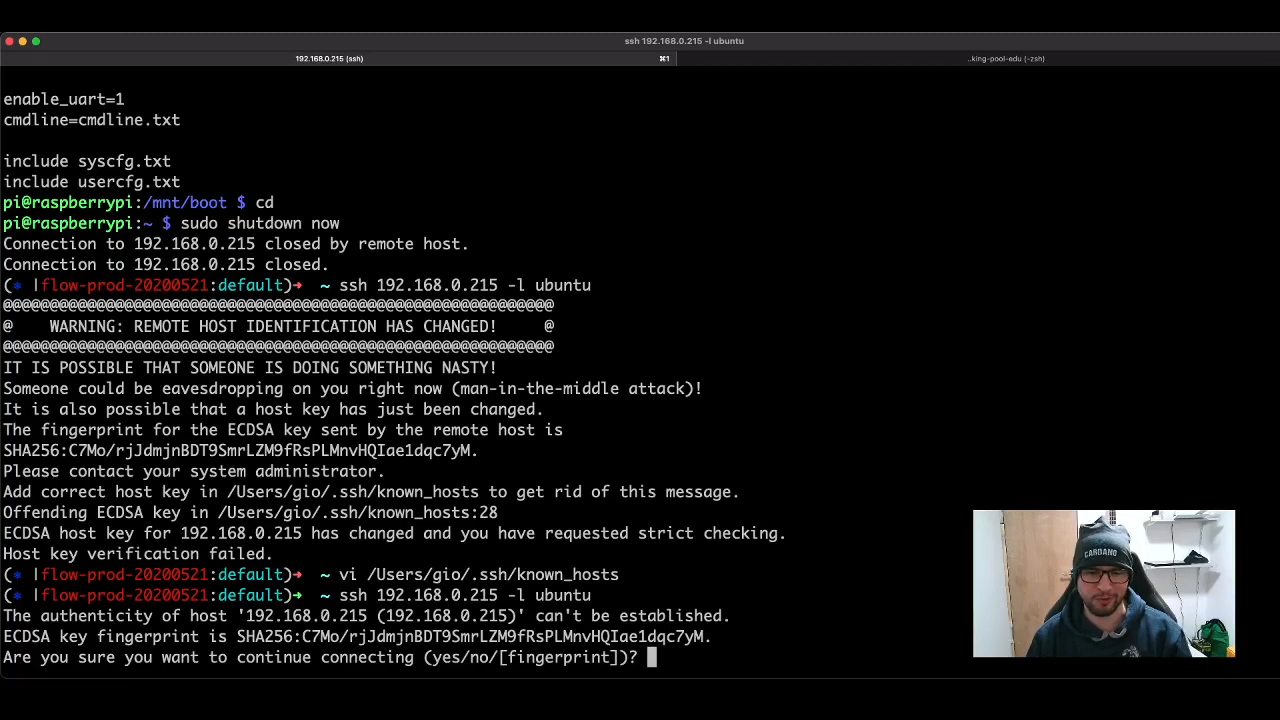 ssh 192.168.0.215 -l ubuntu
192.168.0.215 (ssh) ⌘1 ..king-pool-edu (-zsh)
enable_uart=1
cmdline=cmdline.txt
include syscfg.txt
include usercfg.txt
pi@raspberrypi:/mnt/boot $ cd
pi@raspberrypi:~ $ sudo shutdown now
Connection to 192.168.0.215 closed by remote host.
Connection to 192.168.0.215 closed.
(* |flow-prod-20200521:default)➜  ~ ssh 192.168.0.215 -l ubuntu
@@@@@@@@@@@@@@@@@@@@@@@@@@@@@@@@@@@@@@@@@@@@@@@@@@@@@@@@@@@
@    WARNING: REMOTE HOST IDENTIFICATION HAS CHANGED!     @
@@@@@@@@@@@@@@@@@@@@@@@@@@@@@@@@@@@@@@@@@@@@@@@@@@@@@@@@@@@
IT IS POSSIBLE THAT SOMEONE IS DOING SOMETHING NASTY!
Someone could be eavesdropping on you right now (man-in-the-middle attack)!
It is also possible that a host key has just been changed.
The fingerprint for the ECDSA key sent by the remote host is
SHA256:C7Mo/rjJdmjnBDT9SmrLZM9fRsPLMnvHQIae1dqc7yM.
Please contact your system administrator.
Add correct host key in /Users/gio/.ssh/known_hosts to get rid of this message.
Offending ECDSA key in /Users/gio/.ssh/known_hosts:28
ECDSA host key for 192.168.0.215 has changed and you have requested strict checking.
Host key verification failed.
(* |flow-prod-20200521:default)➜  ~ vi /Users/gio/.ssh/known_hosts
(* |flow-prod-20200521:default)➜  ~ ssh 192.168.0.215 -l ubuntu
The authenticity of host '192.168.0.215 (192.168.0.215)' can't be established.
ECDSA key fingerprint is SHA256:C7Mo/rjJdmjnBDT9SmrLZM9fRsPLMnvHQIae1dqc7yM.
Are you sure you want to continue connecting (yes/no/[fingerprint])?
CARDANO